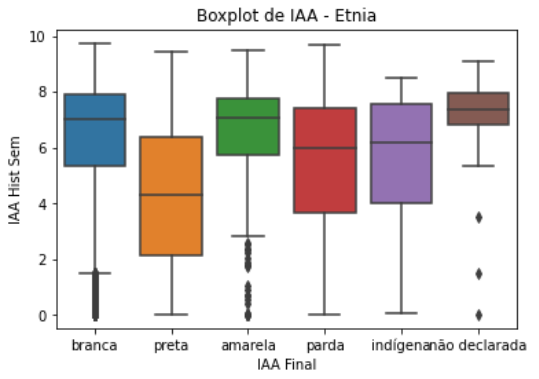 Boxplot de IAA - Etnia
10
8
6
4
2
0
IAA Hist Sem
branca preta amarela parda indígena não declarada
IAA Final